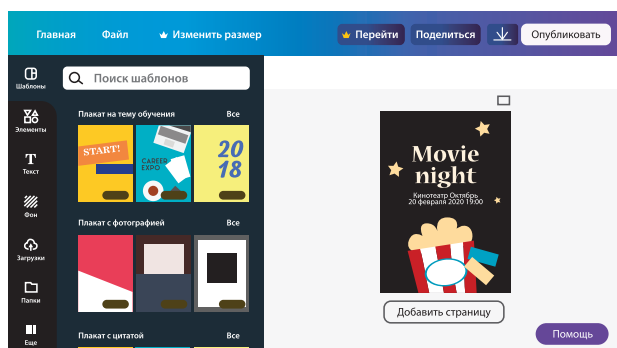 Главная Файл Изменить размер Перейти Поделиться Опубликовать
Шаблоны
Элементы
Текст
Фон
Загрузки
Папки
Еще
Поиск шаблонов
Плакат на тему обучения Все
START!
CAREER
EXPO
20
18
Плакат с фотографией Все
Плакат с цитатой Все
Movie
night
Кинотеатр Октябрь
20 февраля 2020 19:00
Добавить страницу
Помощь